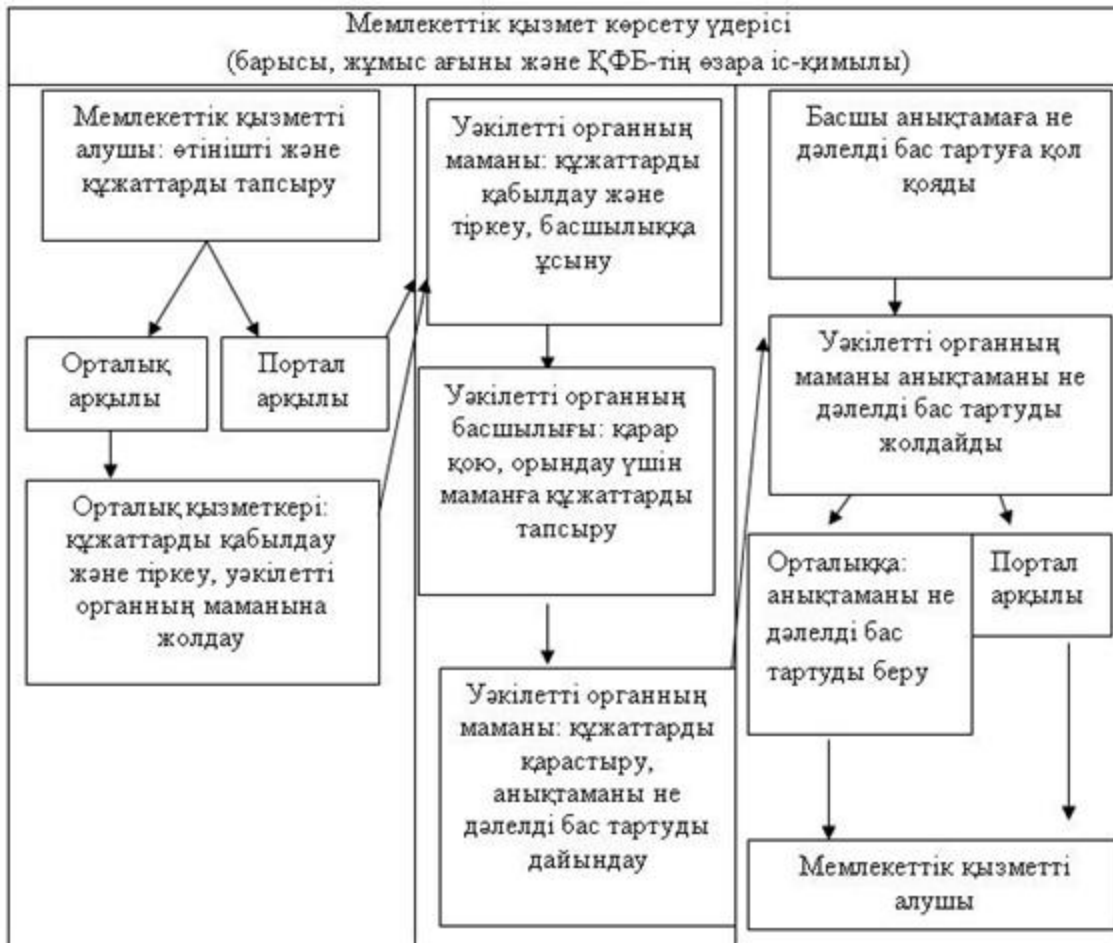 Мемлекеттік қызмет көрсету үдерісі
(барысы, жұмыс ағыны және ҚФБ-тің өзара іс-қимылы)
Мемлекеттік қызметті
алушы: өтінішті және
құжаттарды тапсыру
Орталық
арқылы
Портал
арқылы
Орталық қызметкері:
құжаттарды қабылдау
және тіркеу, уәкілетті
органның маманына
жолдау
Уәкілетті органның
маманы: құжаттарды
қабылдау және
тіркеу, басшылыққа
ұсыну
Уәкілетті органның
басшылығы: қарар
қою, орындау үшін
маманға құжаттарды
тапсыру
Уәкілетті органның
маманы: құжаттарды
қарастыру,
анықтаманы не
дәлелді бас тартуды
дайындау
Басшы анықтамаға не
дәлелді бас тартуға қол
қояды
Уәкілетті органның
маманы анықтаманы не
дәлелді бас тартуды
жолдайды
Орталыққа:
анықтаманы не
дәлелді бас
тартуды беру
Портал
арқылы
Мемлекеттік қызметті
алушы